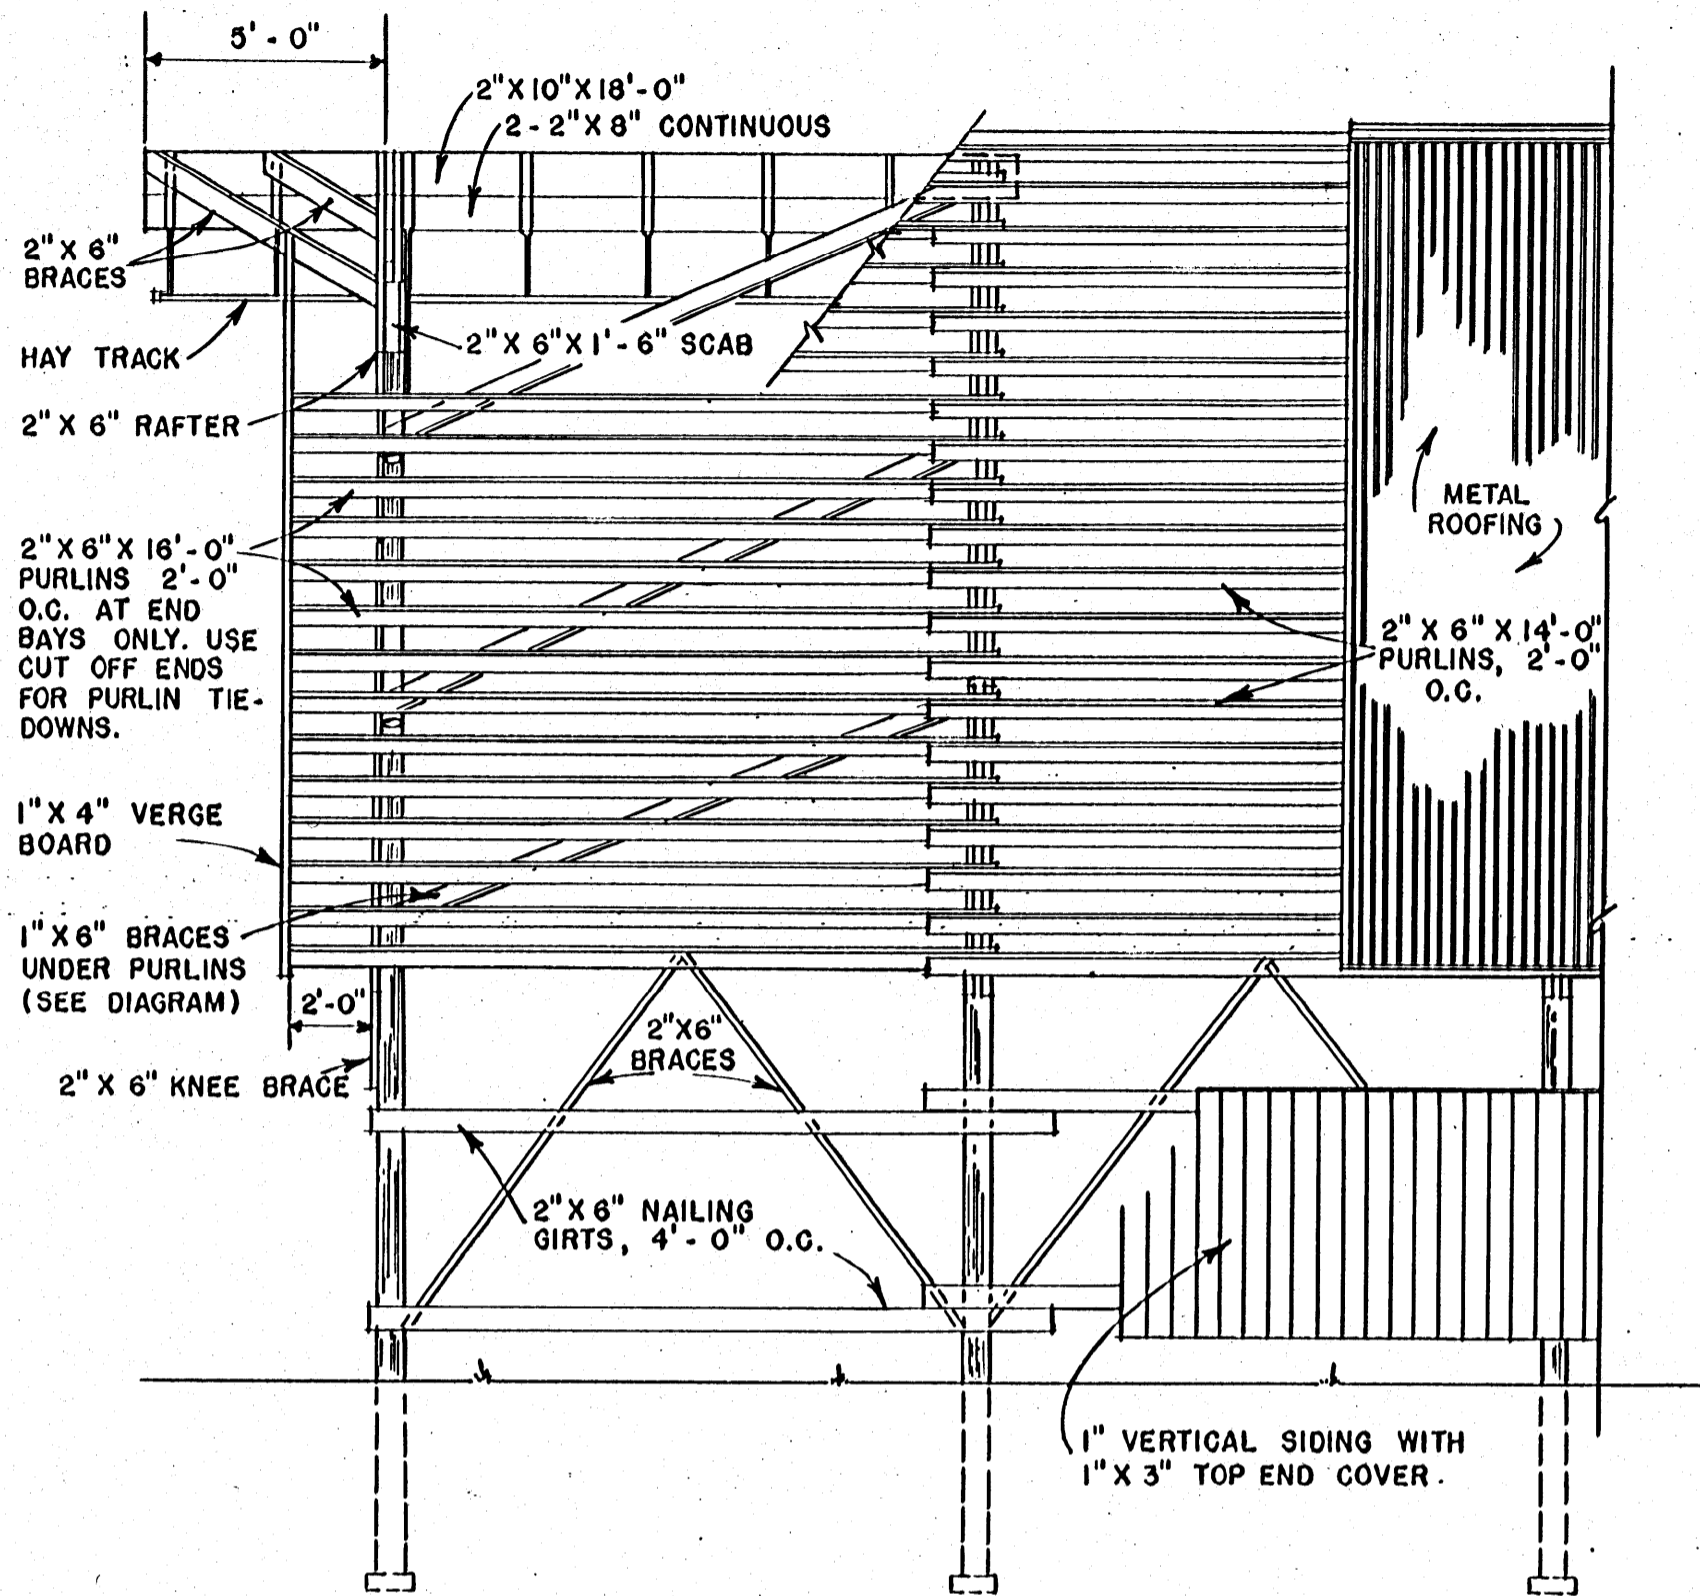 5'-0"
2"X10"X18'-0"
2-2"X8" CONTINUOUS
2"X 6"
BRACES
HAY TRACK
2"X 6"X1'-6" SCAB
2"X 6" RAFTER
METAL
ROOFING
2"X6"X16'-0"
PURLINS 2'-0"
O.C. AT END
BAYS ONLY. USE
CUT OFF ENDS
FOR PURLIN TIE-
DOWNS.
2" X 6" X 14'-0"
PURLINS, 2'-0"
O.C.
1"X 4" VERGE
BOARD
1"X 6" BRACES
UNDER PURLINS
(SEE DIAGRAM)
2'-0"
2"X6"
BRACES
2" X 6" KNEE BRACE
2"X 6" NAILING
GIRTS, 4'-0" O.C.
1" VERTICAL SIDING WITH
1"X 3" TOP END COVER.